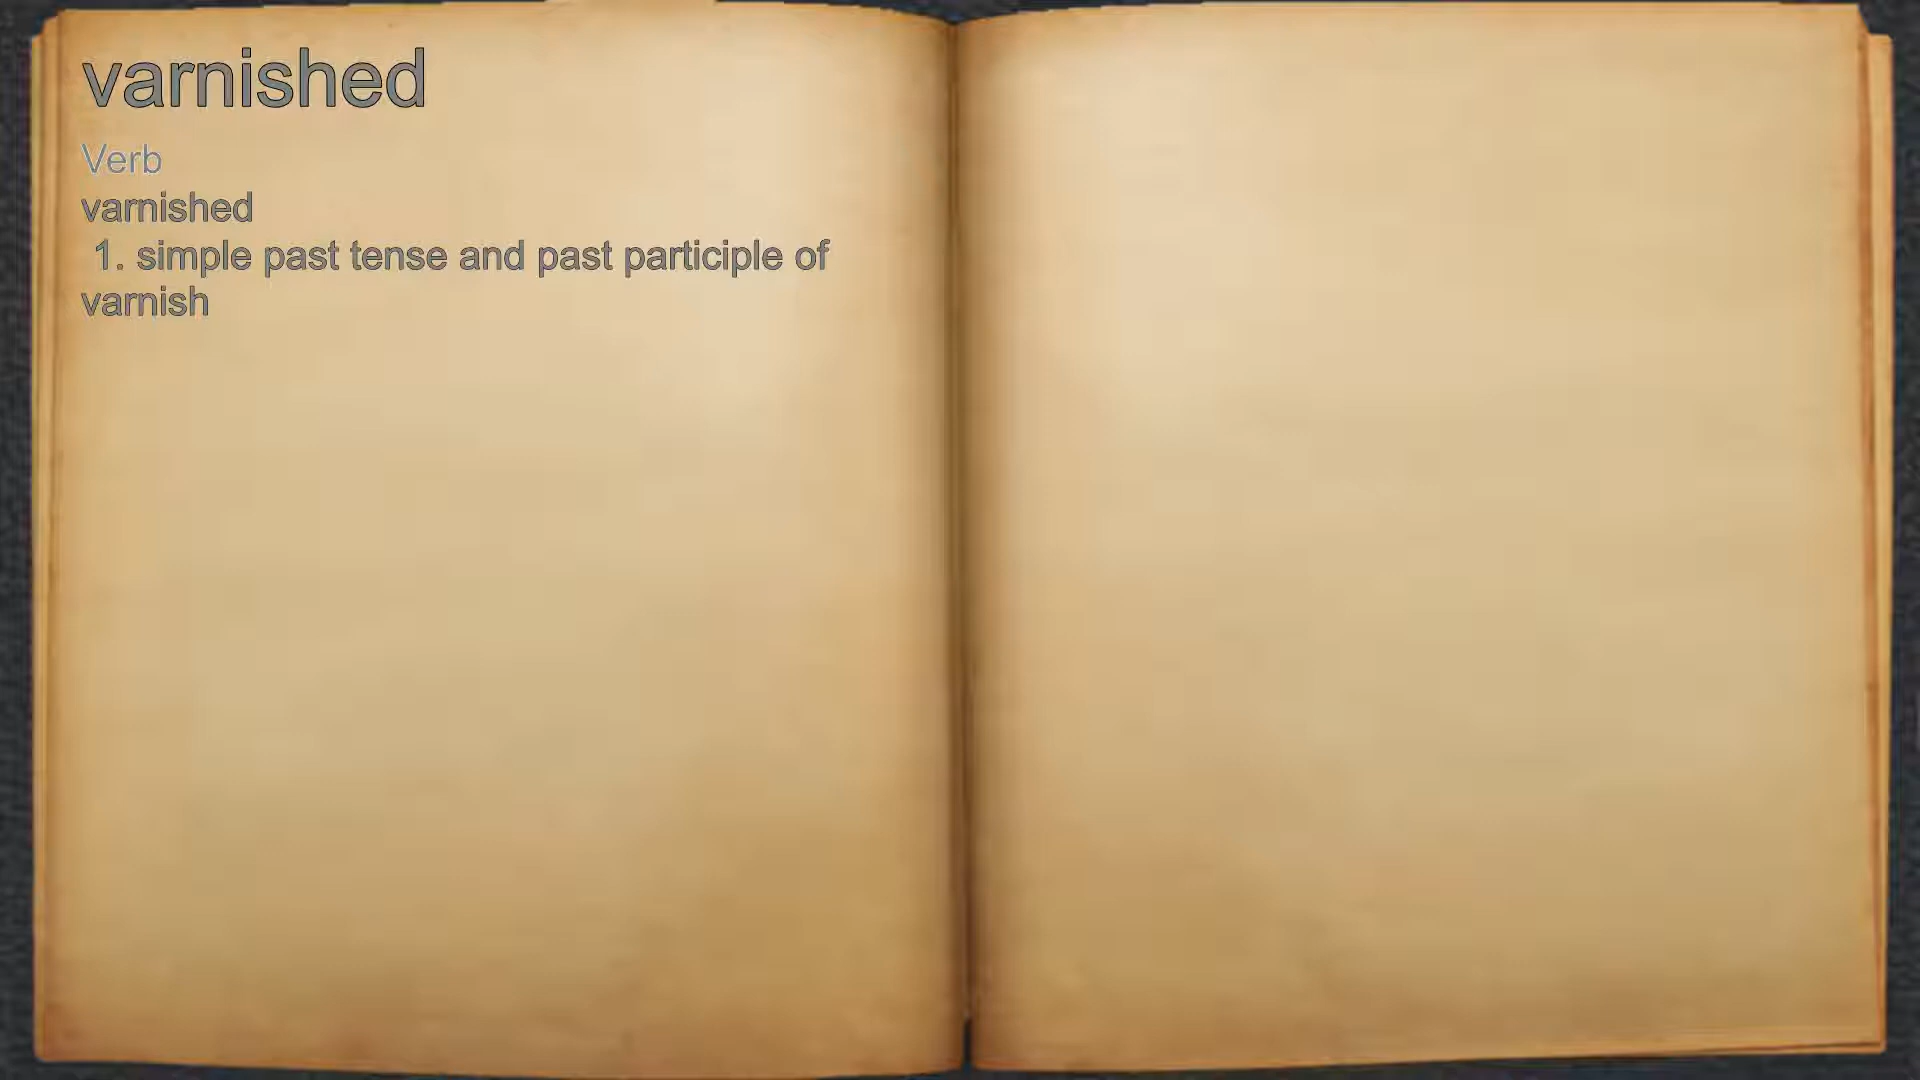 varnished
Verb
varnished
1. simple past tense and past participle of
varnish